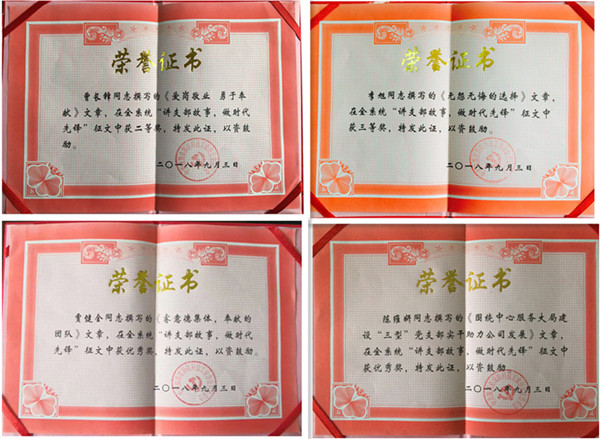 荣誉证书
曹长锋同志撰写的《爱岗敬业 勇于奉
献》文章,在全系统“讲支部故事,做时代
先锋”征文中获二等奖,特发此证,以资鼓
励。
二〇一八年九月三日
荣誉证书
李旭同志撰写的《无怨无悔的选择》文章,
在全系统“讲支部故事,做时代先锋”征文中
获三等奖,特发此证,以资鼓励。
二〇一八年九月三日
荣誉证书
贾健全同志撰写的《崇德集体,奉献的
团队》文章,在全系统“讲支部故事,做时代
先锋”征文中获优秀奖,特发此证,以资鼓励。
二〇一八年九月三日
荣誉证书
陈雍妍同志撰写的《围绕中心服务大局建
设“三型”党支部实干助力公司发展》文章,
在全系统“讲支部故事,做时代先锋”征文中
获优秀奖,特发此证,以资鼓励。
二〇一八年九月三日